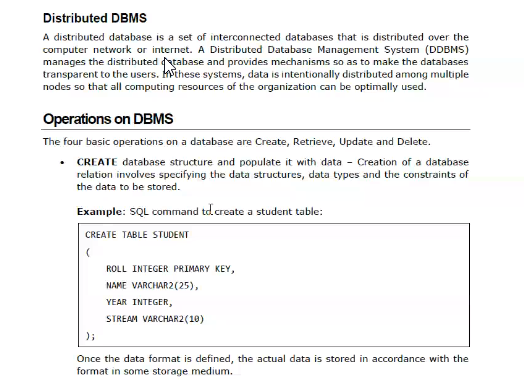 Distributed DBMS
A distributed database is a set of interconnected databases that is distributed over the
computer network or internet. A Distributed Database Management System (DDBMS)
manages the distributed database and provides mechanisms so as to make the databases
transparent to the users. In these systems, data is intentionally distributed among multiple
nodes so that all computing resources of the organization can be optimally used.
Operations on DBMS
The four basic operations on a database are Create, Retrieve, Update and Delete.
• CREATE database structure and populate it with data – Creation of a database
relation involves specifying the data structures, data types and the constraints of
the data to be stored.
Example: SQL command to create a student table:
CREATE TABLE STUDENT
(
ROLL INTEGER PRIMARY KEY,
NAME VARCHAR2(25),
YEAR INTEGER,
STREAM VARCHAR2(10)
);
Once the data format is defined, the actual data is stored in accordance with the
format in some storage medium.